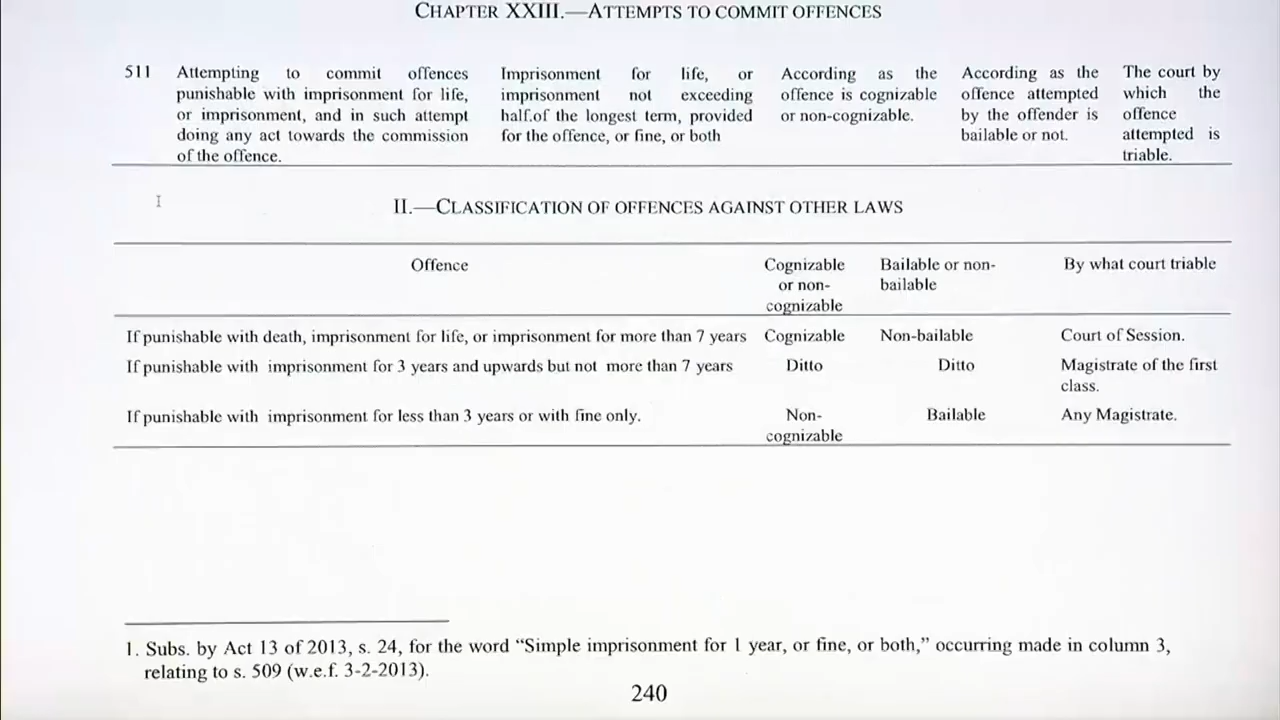 CHAPTER XXIII.—ATTEMPTS TO COMMIT OFFENCES
511 Attempting to commit offences punishable with imprisonment for life, or imprisonment, and in such attempt doing any act towards the commission of the offence.
Imprisonment for life, or imprisonment not exceeding half.of the longest term, provided for the offence, or fine, or both
According as the offence is cognizable or non-cognizable.
According as the offence attempted by the offender is bailable or not.
The court by which the offence attempted is triable.
II.—CLASSIFICATION OF OFFENCES AGAINST OTHER LAWS
Offence
Cognizable or non-cognizable
Bailable or non-bailable
By what court triable
If punishable with death, imprisonment for life, or imprisonment for more than 7 years Cognizable Non-bailable Court of Session.
If punishable with imprisonment for 3 years and upwards but not more than 7 years Ditto Ditto Magistrate of the first class.
If punishable with imprisonment for less than 3 years or with fine only. Non-cognizable Bailable Any Magistrate.
1. Subs. by Act 13 of 2013, s. 24, for the word “Simple imprisonment for 1 year, or fine, or both,” occurring made in column 3,
relating to s. 509 (w.e.f. 3-2-2013).
240